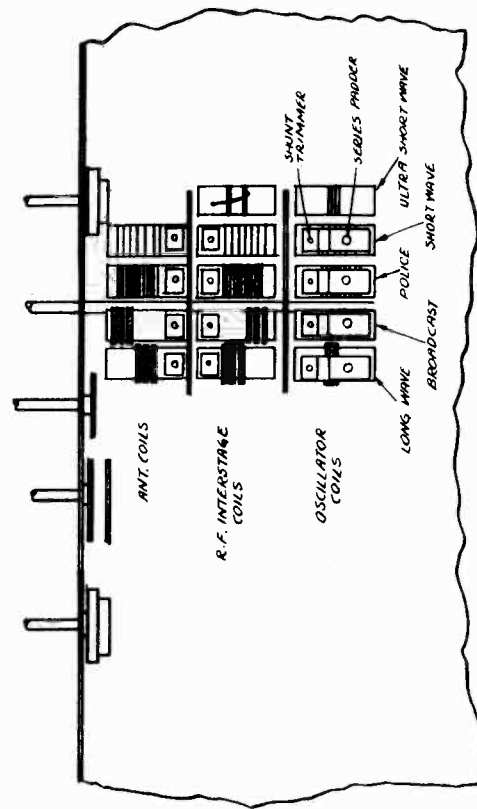 SHUNT
TRIMMER
SERIES PADDER
ULTRA SHORT WAVE
SHORT WAVE
POLICE
BROADCAST
LONG WAVE
ANT. COILS
R.F. INTERSTAGE
COILS
OSCILLATOR
COILS